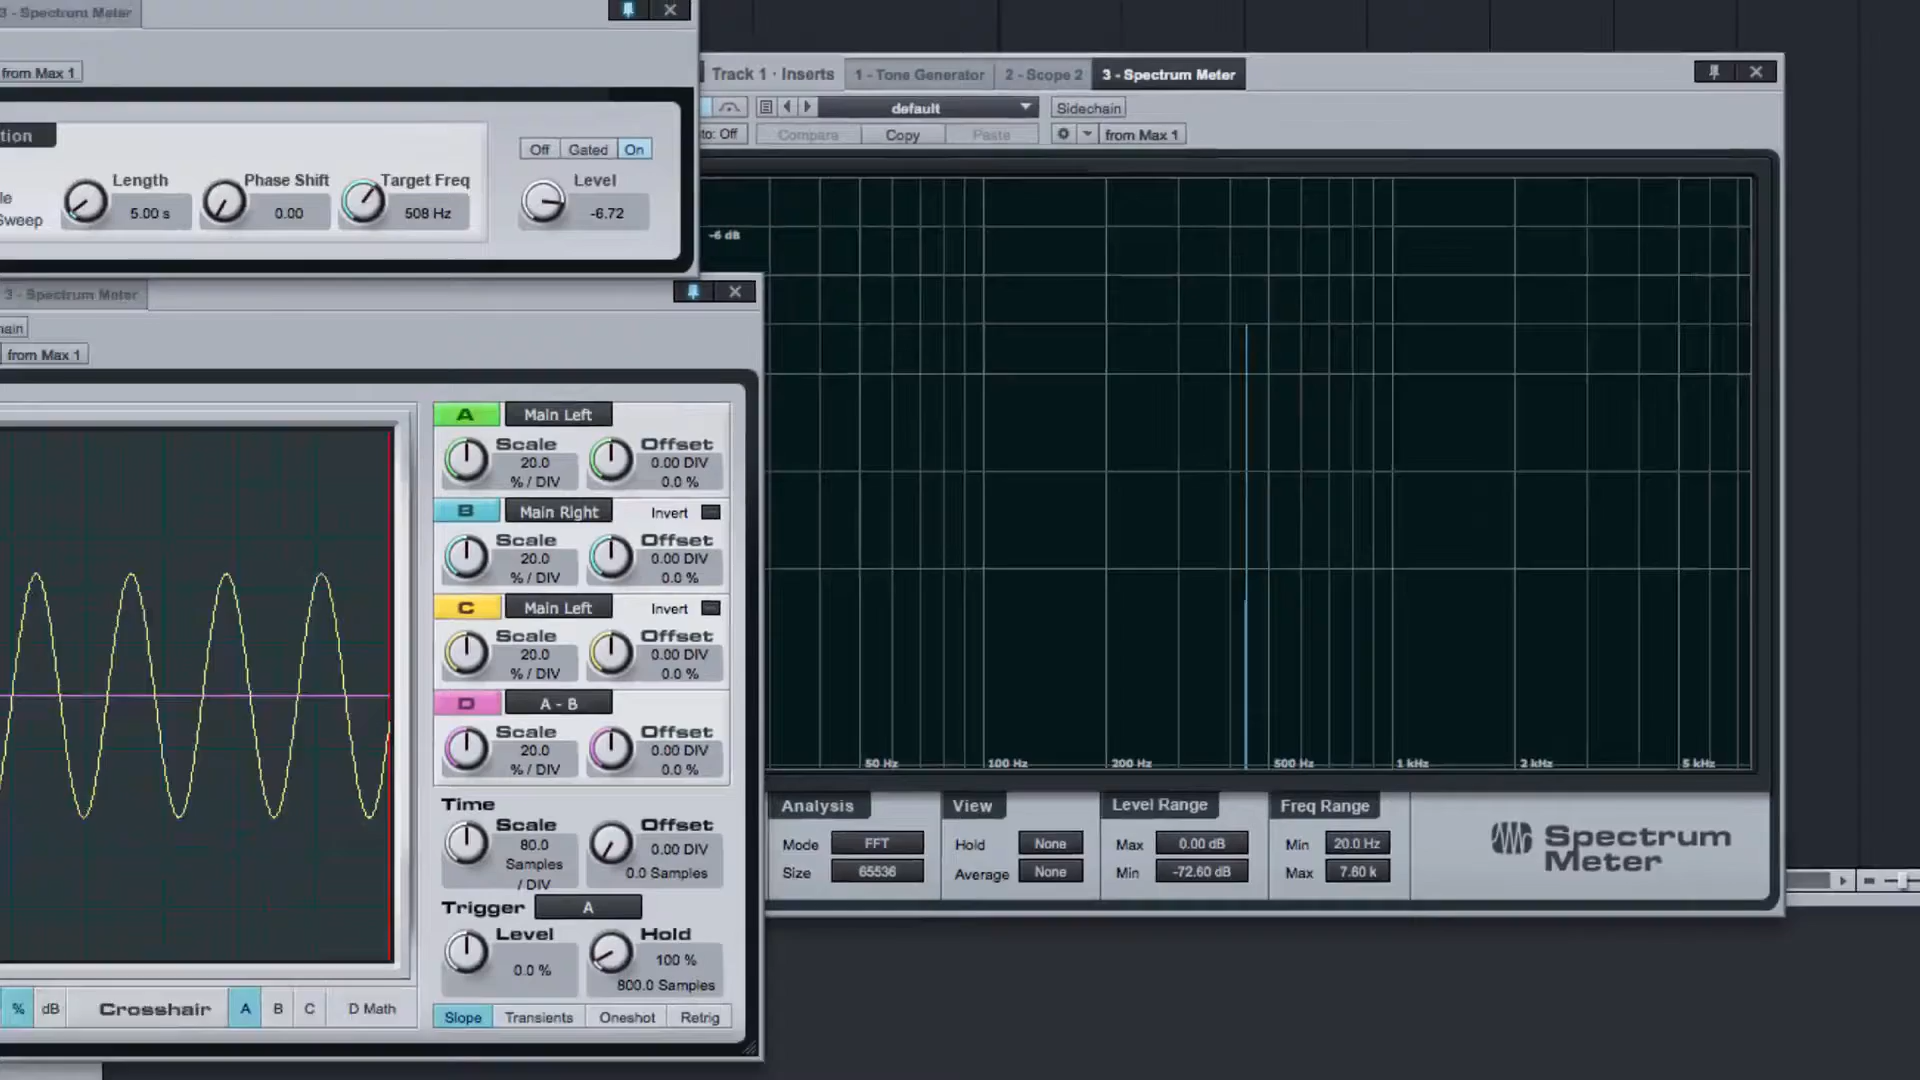 3 - Spectrum Meter
from Max 1
tion
Off Gated On
Length Phase Shift Target Freq Level
le
Sweep
5.00 s 0.00 508 Hz -6.72
Track 1 · Inserts 1 - Tone Generator 2 - Scope 2 3 - Spectrum Meter
default Sidechain
to: Off Compare Copy Paste from Max 1
-6 dB
50 Hz 100 Hz 200 Hz 500 Hz 1 kHz 2 kHz 5 kHz
Analysis View Level Range Freq Range
Mode FFT Hold None Max 0.00 dB Min 20.0 Hz
Size 65536 Average None Min -72.60 dB Max 7.60 k
Spectrum
Meter
3 - Spectrum Meter
hain
from Max 1
A Main Left
Scale Offset
20.0 0.00 DIV
% / DIV 0.0 %
B Main Right Invert
Scale Offset
20.0 0.00 DIV
% / DIV 0.0 %
C Main Left Invert
Scale Offset
20.0 0.00 DIV
% / DIV 0.0 %
D A - B
Scale Offset
20.0 0.00 DIV
% / DIV 0.0 %
Time
Scale Offset
80.0 0.00 DIV
Samples 0.0 Samples
/ DIV
Trigger A
Level Hold
0.0 % 100 %
800.0 Samples
% dB Crosshair A B C D Math
Slope Transients Oneshot Retrig